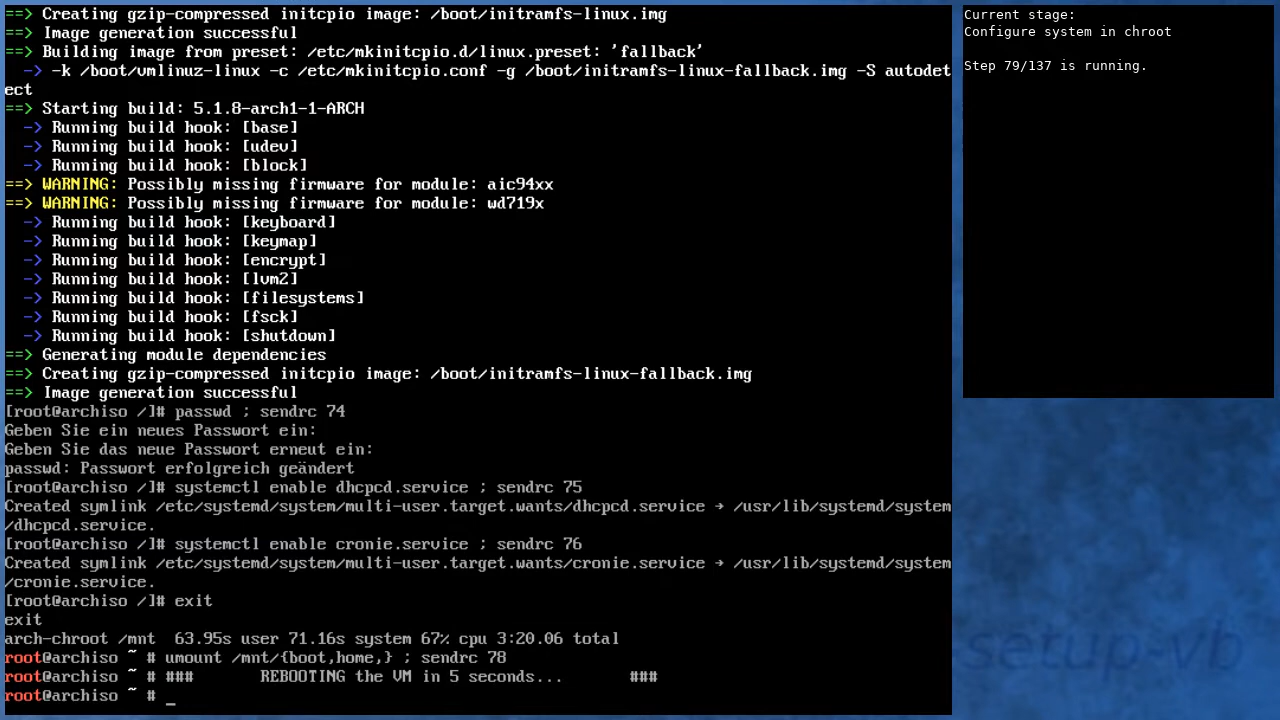 ==> Creating gzip-compressed initcpio image: /boot/initramfs-linux.img
==> Image generation successful
==> Building image from preset: /etc/mkinitcpio.d/linux.preset: 'fallback'
  -> -k /boot/vmlinuz-linux -c /etc/mkinitcpio.conf -g /boot/initramfs-linux-fallback.img -S autodet
ect
==> Starting build: 5.1.8-arch1-1-ARCH
  -> Running build hook: [base]
  -> Running build hook: [udev]
  -> Running build hook: [block]
==> WARNING: Possibly missing firmware for module: aic94xx
==> WARNING: Possibly missing firmware for module: wd719x
  -> Running build hook: [keyboard]
  -> Running build hook: [keymap]
  -> Running build hook: [encrypt]
  -> Running build hook: [lvm2]
  -> Running build hook: [filesystems]
  -> Running build hook: [fsck]
  -> Running build hook: [shutdown]
==> Generating module dependencies
==> Creating gzip-compressed initcpio image: /boot/initramfs-linux-fallback.img
==> Image generation successful
[root@archiso /]# passwd ; sendrc 74
Geben Sie ein neues Passwort ein:
Geben Sie das neue Passwort erneut ein:
passwd: Passwort erfolgreich geändert
[root@archiso /]# systemctl enable dhcpcd.service ; sendrc 75
Created symlink /etc/systemd/system/multi-user.target.wants/dhcpcd.service → /usr/lib/systemd/system
/dhcpcd.service.
[root@archiso /]# systemctl enable cronie.service ; sendrc 76
Created symlink /etc/systemd/system/multi-user.target.wants/cronie.service → /usr/lib/systemd/system
/cronie.service.
[root@archiso /]# exit
exit
arch-chroot /mnt  63.95s user 71.16s system 67% cpu 3:20.06 total
root@archiso ~ # umount /mnt/{boot,home,} ; sendrc 78
root@archiso ~ # ###       REBOOTING the VM in 5 seconds...       ###
root@archiso ~ # _
Current stage:
Configure system in chroot
Step 79/137 is running.
setup-vb